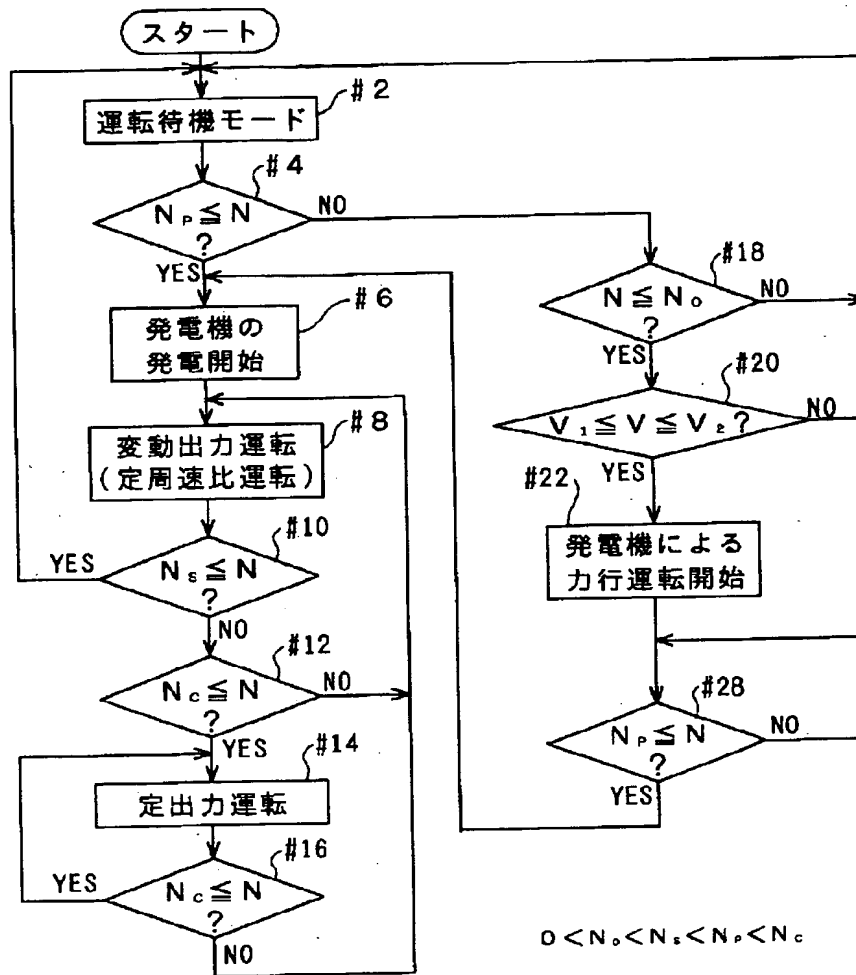 スタート
#2
運転待機モード
#4
NP≦N
?
NO
YES
#6
発電機の
発電開始
#8
変動出力運転
(定周速比運転)
#10
YES
NS≦N
?
NO
#12
NC≦N
?
NO
YES
#14
定出力運転
#16
YES
NC≦N
?
NO
#18
N≦NO
?
NO
YES
#20
V1≦V≦V2?
NO
YES
#22
発電機による
力行運転開始
#28
NP≦N
?
NO
YES
0<NO<NS<NP<NC